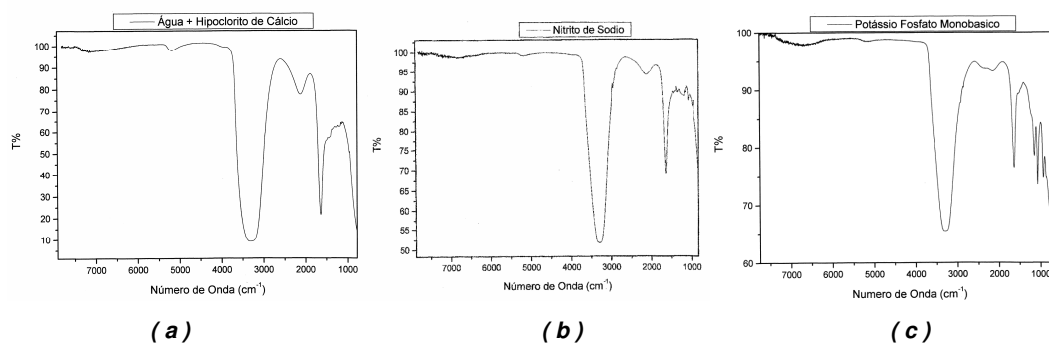 Água + Hipoclorito de Cálcio
T%
100
90
80
70
60
50
40
30
20
10
7000 6000 5000 4000 3000 2000 1000
Número de Onda (cm⁻¹)
(a)
Nitrito de Sodio
T%
100
95
90
85
80
75
70
65
60
55
50
7000 6000 5000 4000 3000 2000 1000
Número de Onda (cm⁻¹)
(b)
Potássio Fosfato Monobasico
T%
100
90
80
70
60
7000 6000 5000 4000 3000 2000 1000
Numero de Onda (cm⁻¹)
(c)